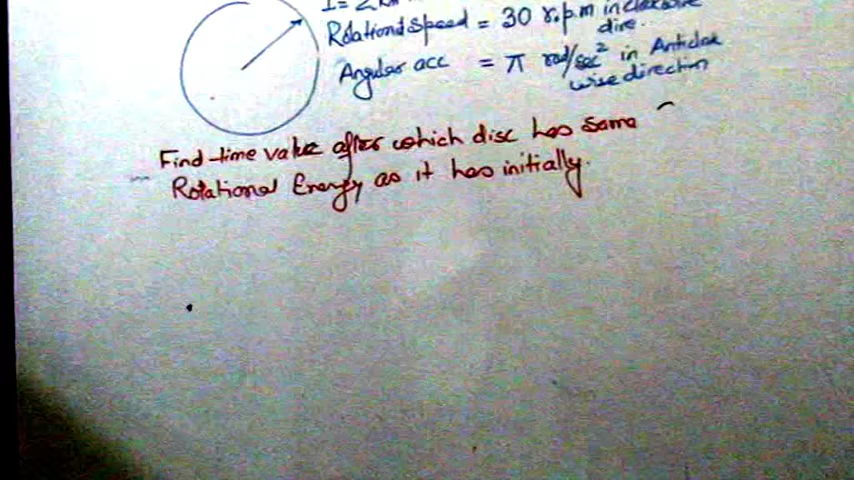 I = 2
Rotational Speed = 30 r.p.m in clockwise
dire.
Angular acc = π rad/sec² in Anticlock
wise direction
Find time value after which disc has same
Rotational Energy as it has initially.